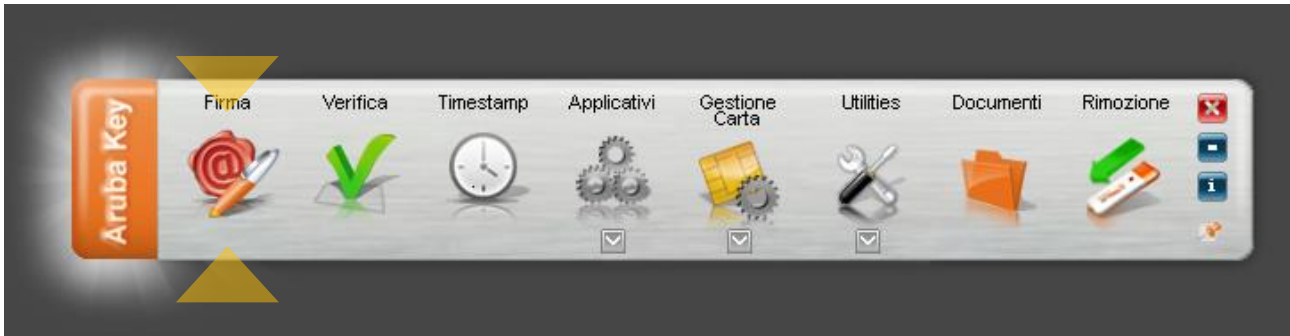 Aruba Key
Firma
Verifica
Timestamp
Applicativi
Gestione
Carta
Utilities
Documenti
Rimozione